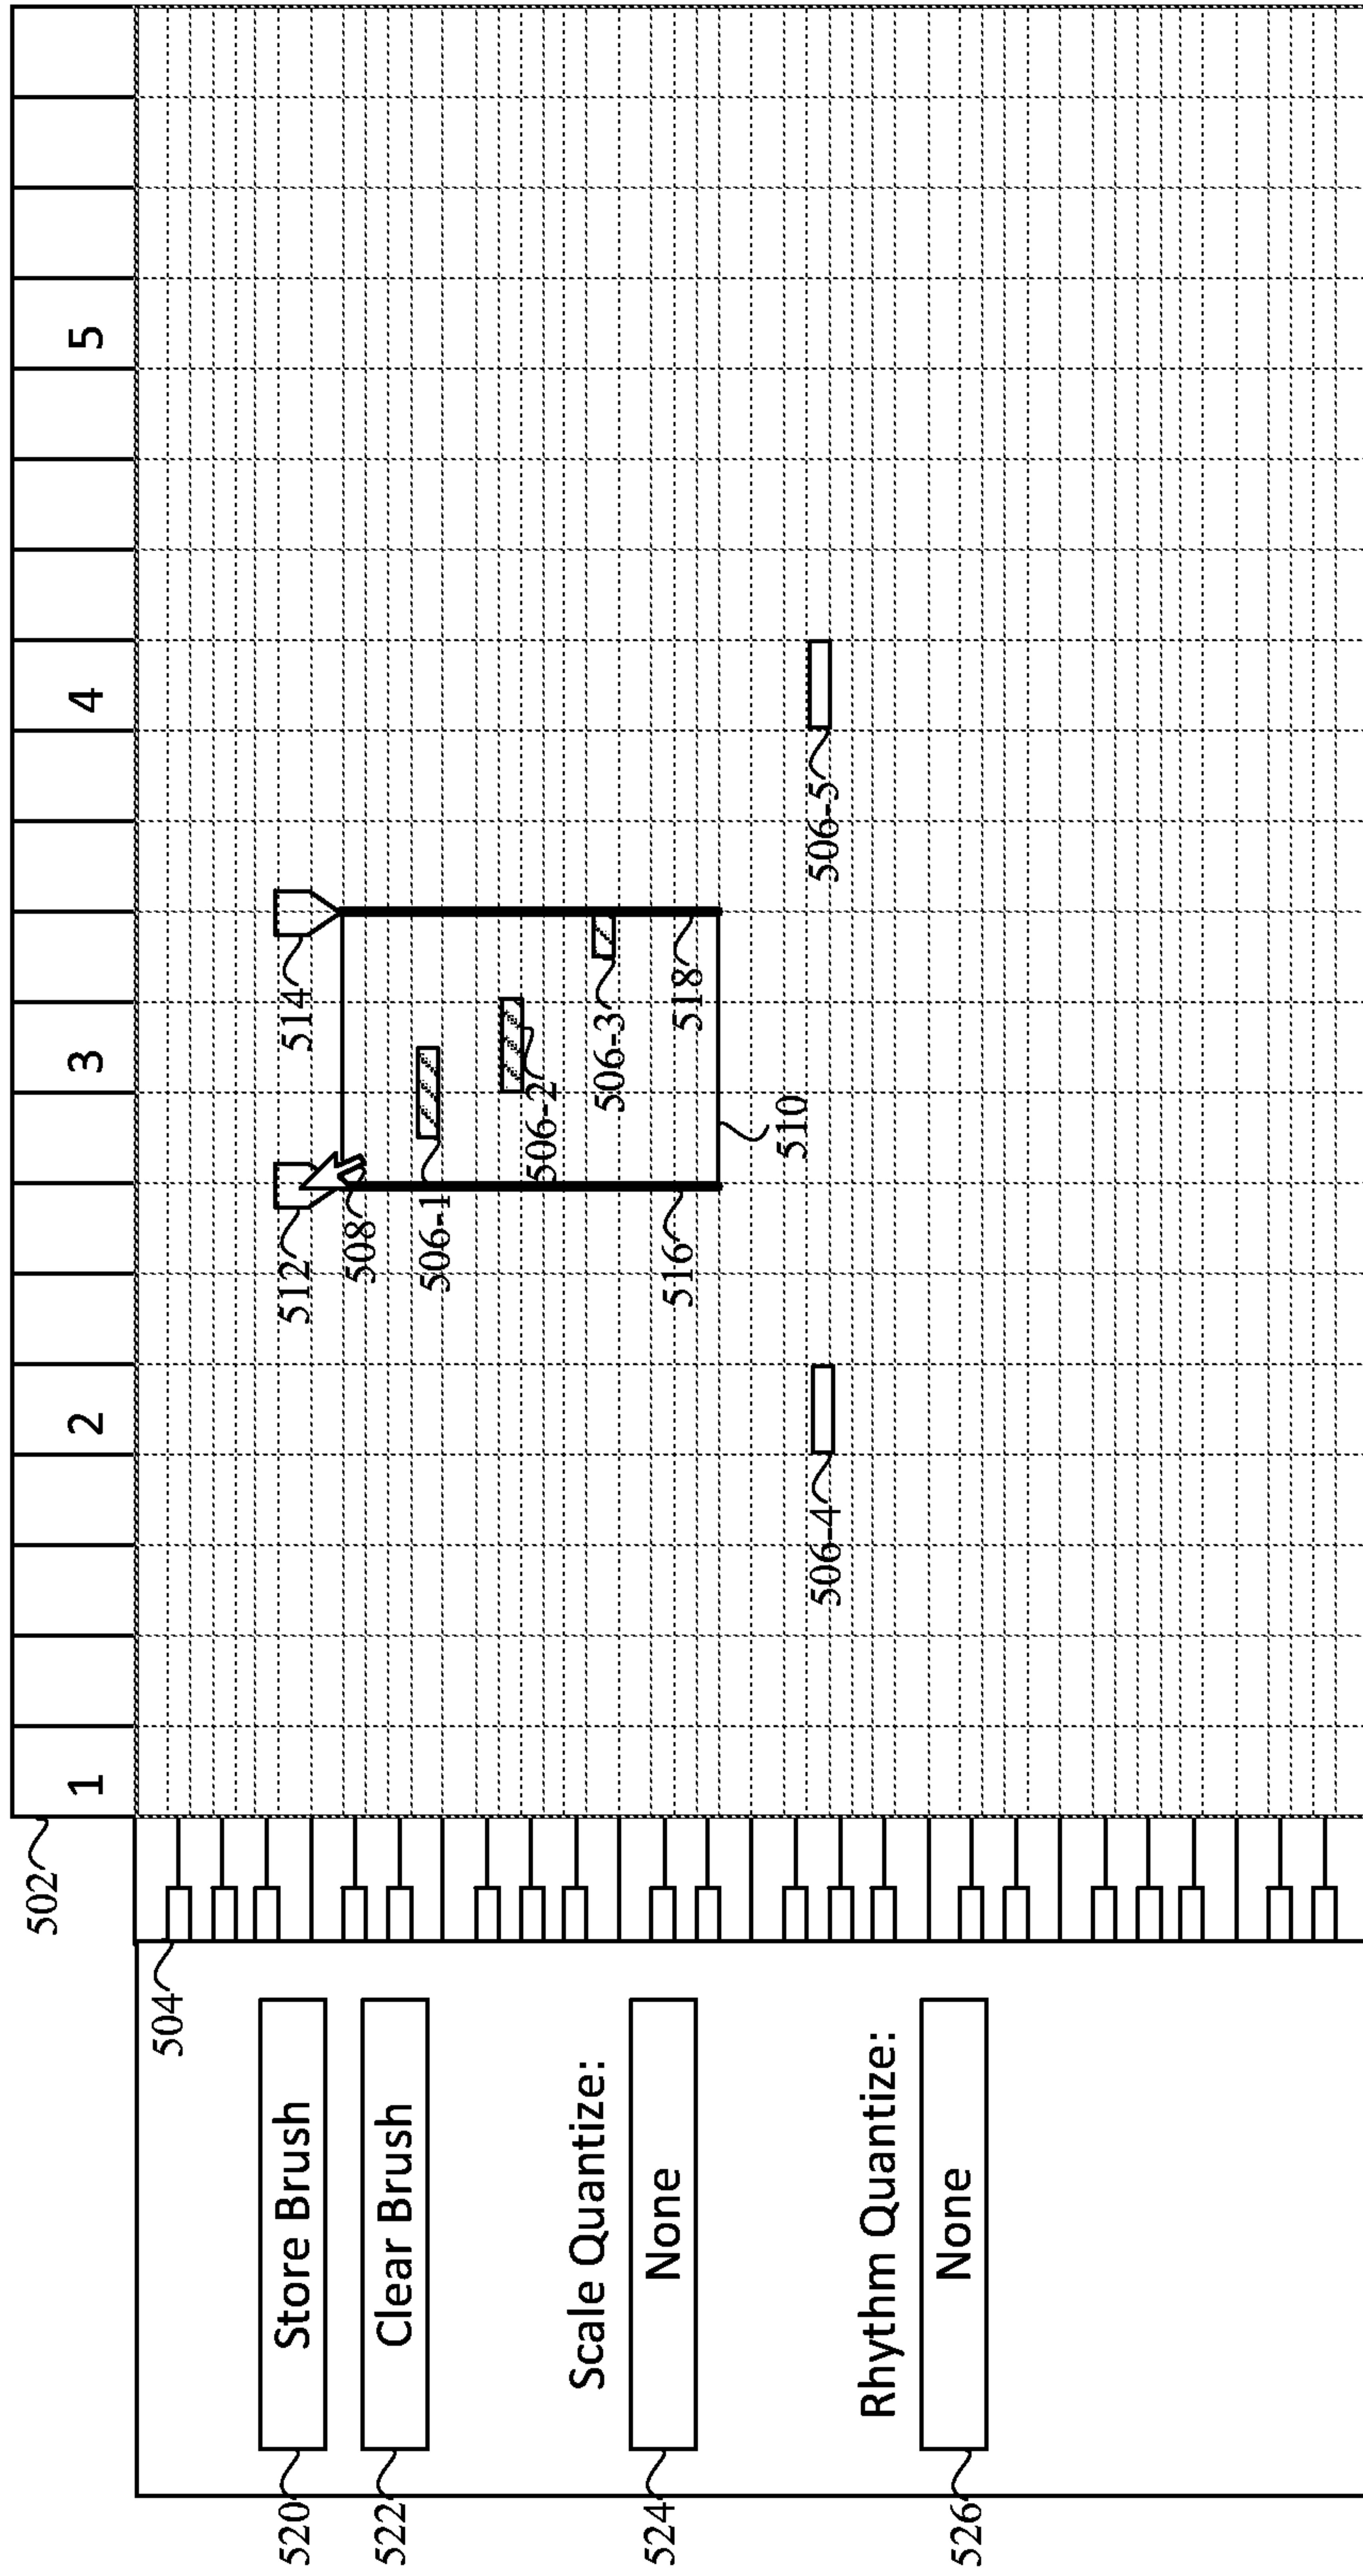 502
1 2 3 4 5
504
520 Store Brush
522 Clear Brush
524 Scale Quantize:
None
526 Rhythm Quantize:
None
512
514
508
506-1
506-2
506-3
516
518
510
506-4
506-5